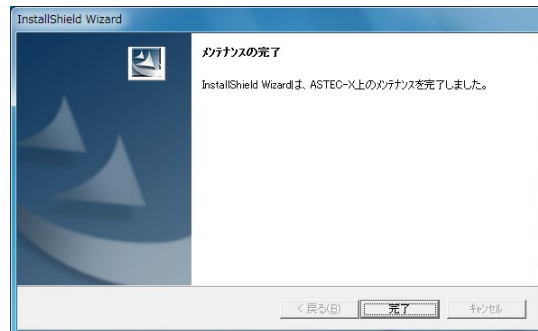 InstallShield Wizard
メンテナンスの完了
InstallShield Wizardは、ASTEC-X上のメンテナンスを完了しました。
< 戻る(B)
完了
キャンセル